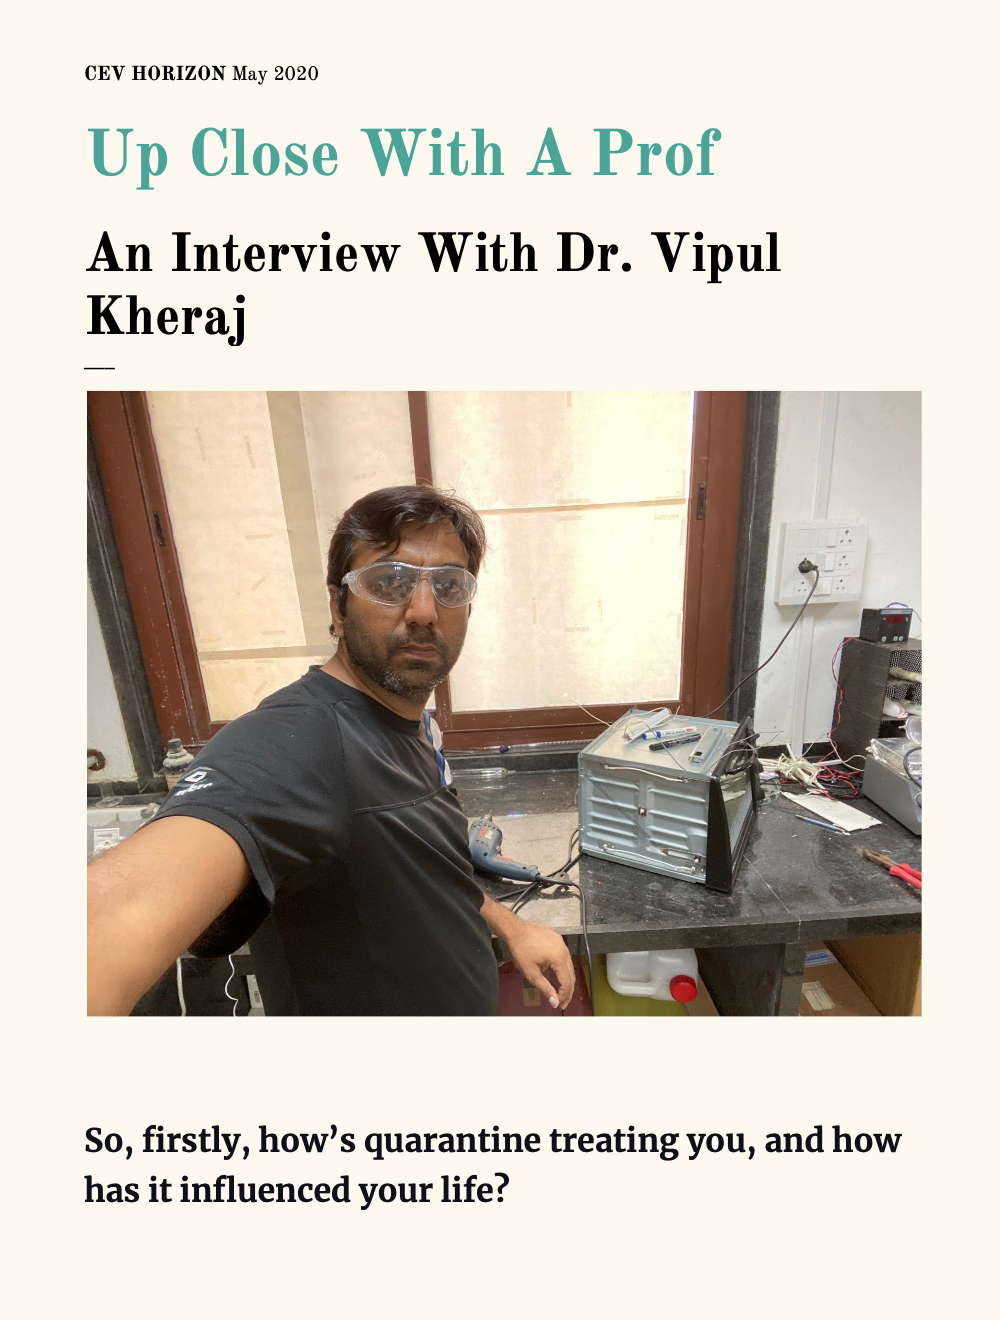 CEV HORIZON May 2020
Up Close With A Prof
An Interview With Dr. Vipul
Kheraj
So, firstly, how’s quarantine treating you, and how
has it influenced your life?